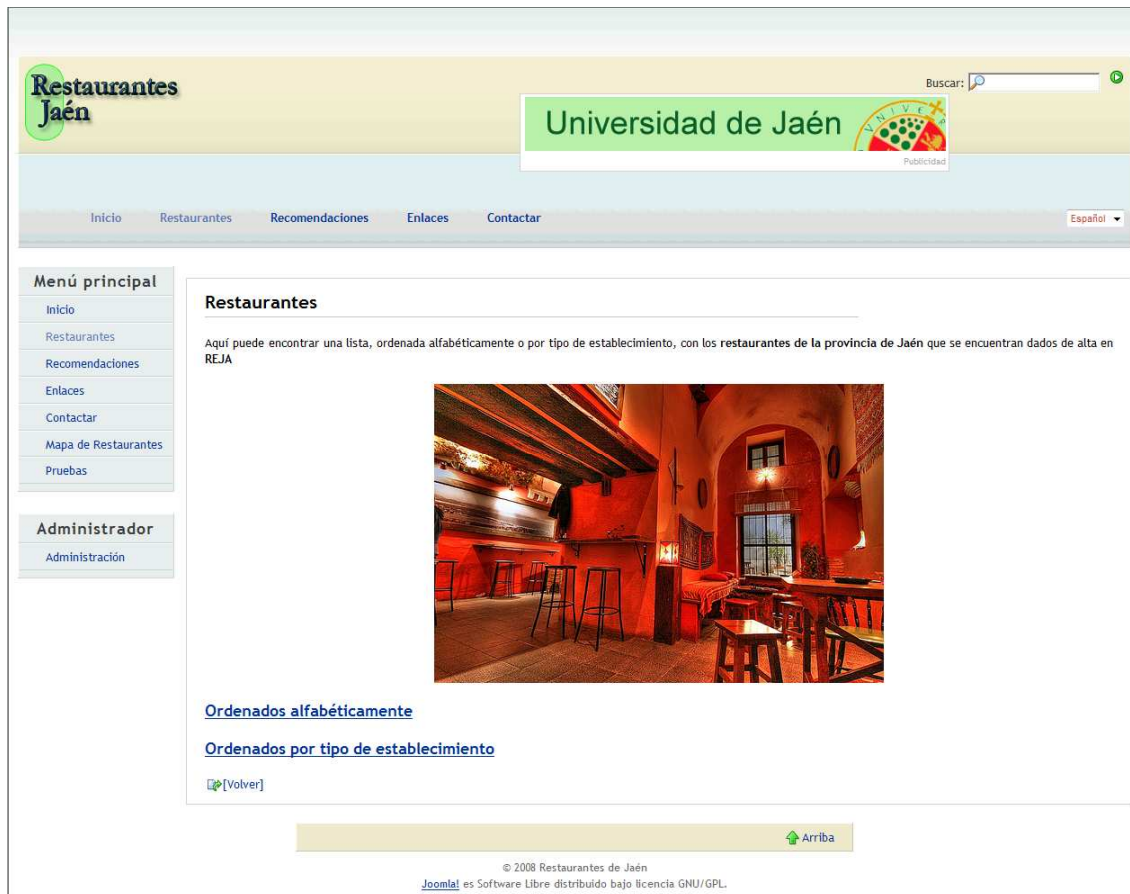 Restaurantes
Jaén
Buscar:
Universidad de Jaén
UNIVE
Publicidad
Inicio Restaurantes Recomendaciones Enlaces Contactar
Español
Menú principal
Inicio
Restaurantes
Recomendaciones
Enlaces
Contactar
Mapa de Restaurantes
Pruebas
Administrador
Administración
Restaurantes
Aquí puede encontrar una lista, ordenada alfabéticamente o por tipo de establecimiento, con los restaurantes de la provincia de Jaén que se encuentran dados de alta en
REJA
Ordenados alfabéticamente
Ordenados por tipo de establecimiento
[Volver]
Arriba
© 2008 Restaurantes de Jaén
Joomla! es Software Libre distribuido bajo licencia GNU/GPL.